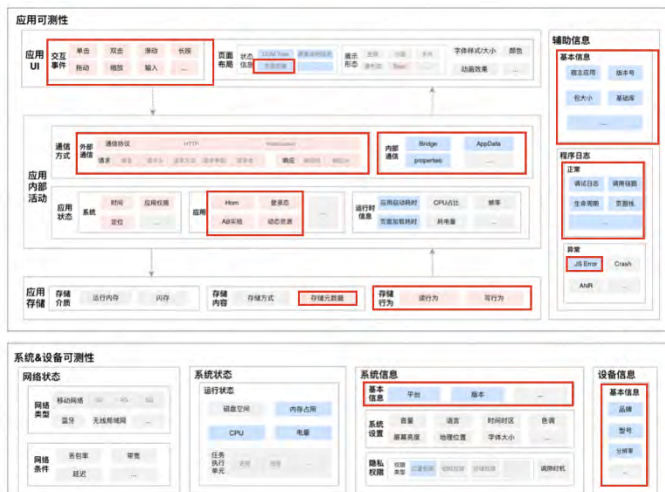 应用可测性
应用UI
交互事件
单击 双击 滑动 长按
拖动 缩放 输入 ...
页面布局
状态信息
展示形态
字体样式/大小 颜色
动画效果 ...
应用内部活动
通信方式
外部通信
通信协议 HTTP
请求
响应
内部通信
Bridge AppData
properties ...
应用状态
系统
时间 应用权限
定位 ...
应用
Horn 登录态
AB实验 动态资源
...
运行时信息
应用启动耗时 CPU占比 帧率
页面加载耗时 耗电量 ...
应用存储
存储介质
运行内存 闪存
存储内容
存储方式 存储元数据
存储行为
读行为 写行为
辅助信息
基本信息
宿主应用 版本号
包大小 基础库
...
程序日志
正常
调试日志 调用链路
生命周期 页面栈
...
异常
JS Error Crash
ANR ...
系统&设备可测性
网络状态
网络类型
移动网络
蓝牙 无线局域网 ...
网络条件
丢包率 带宽
延迟 ...
系统状态
运行状态
磁盘空间 内存占用
CPU 电量
任务执行单元
...
系统信息
基本信息
平台 版本 ...
系统设置
音量 语言 时间时区 色调
屏幕亮度 地理位置 字体大小 ...
隐私权限
权限类型
调用时机
设备信息
基本信息
品牌
型号
分辨率
...